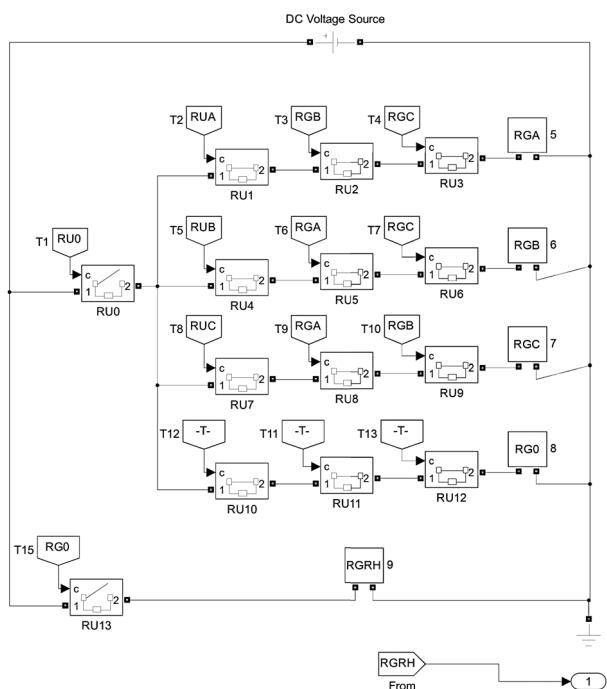 DC Voltage Source
+
T2 RUA T3 RGB T4 RGC
RGA 5
c 1 2 c 1 2 c 1 2
RU1 RU2 RU3
T1 RU0
T5 RUB T6 RGA T7 RGC
RGB 6
c 1 2 c 1 2 c 1 2 c 1 2
RU0 RU4 RU5 RU6
T8 RUC T9 RGA T10 RGB
RGC 7
c 1 2 c 1 2 c 1 2
RU7 RU8 RU9
T12 -T- T11 -T- T13 -T-
RG0 8
c 1 2 c 1 2 c 1 2
RU10 RU11 RU12
T15 RG0
RGRH 9
c 1 2
RU13
RGRH
From
1